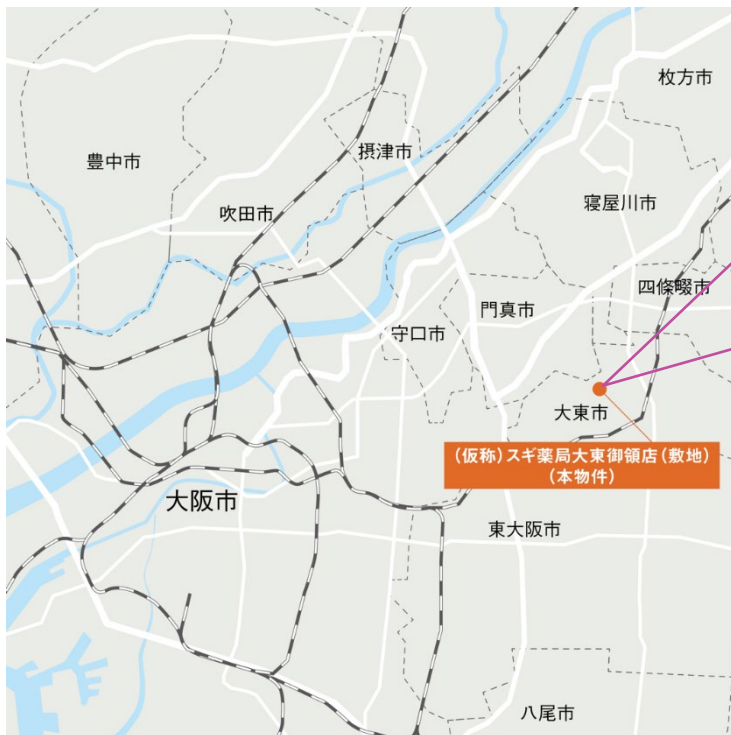 枚方市
豊中市
摂津市
吹田市
寝屋川市
四條畷市
門真市
守口市
大東市
(仮称)スギ薬局大東御領店(敷地)
(本物件)
大阪市
東大阪市
八尾市